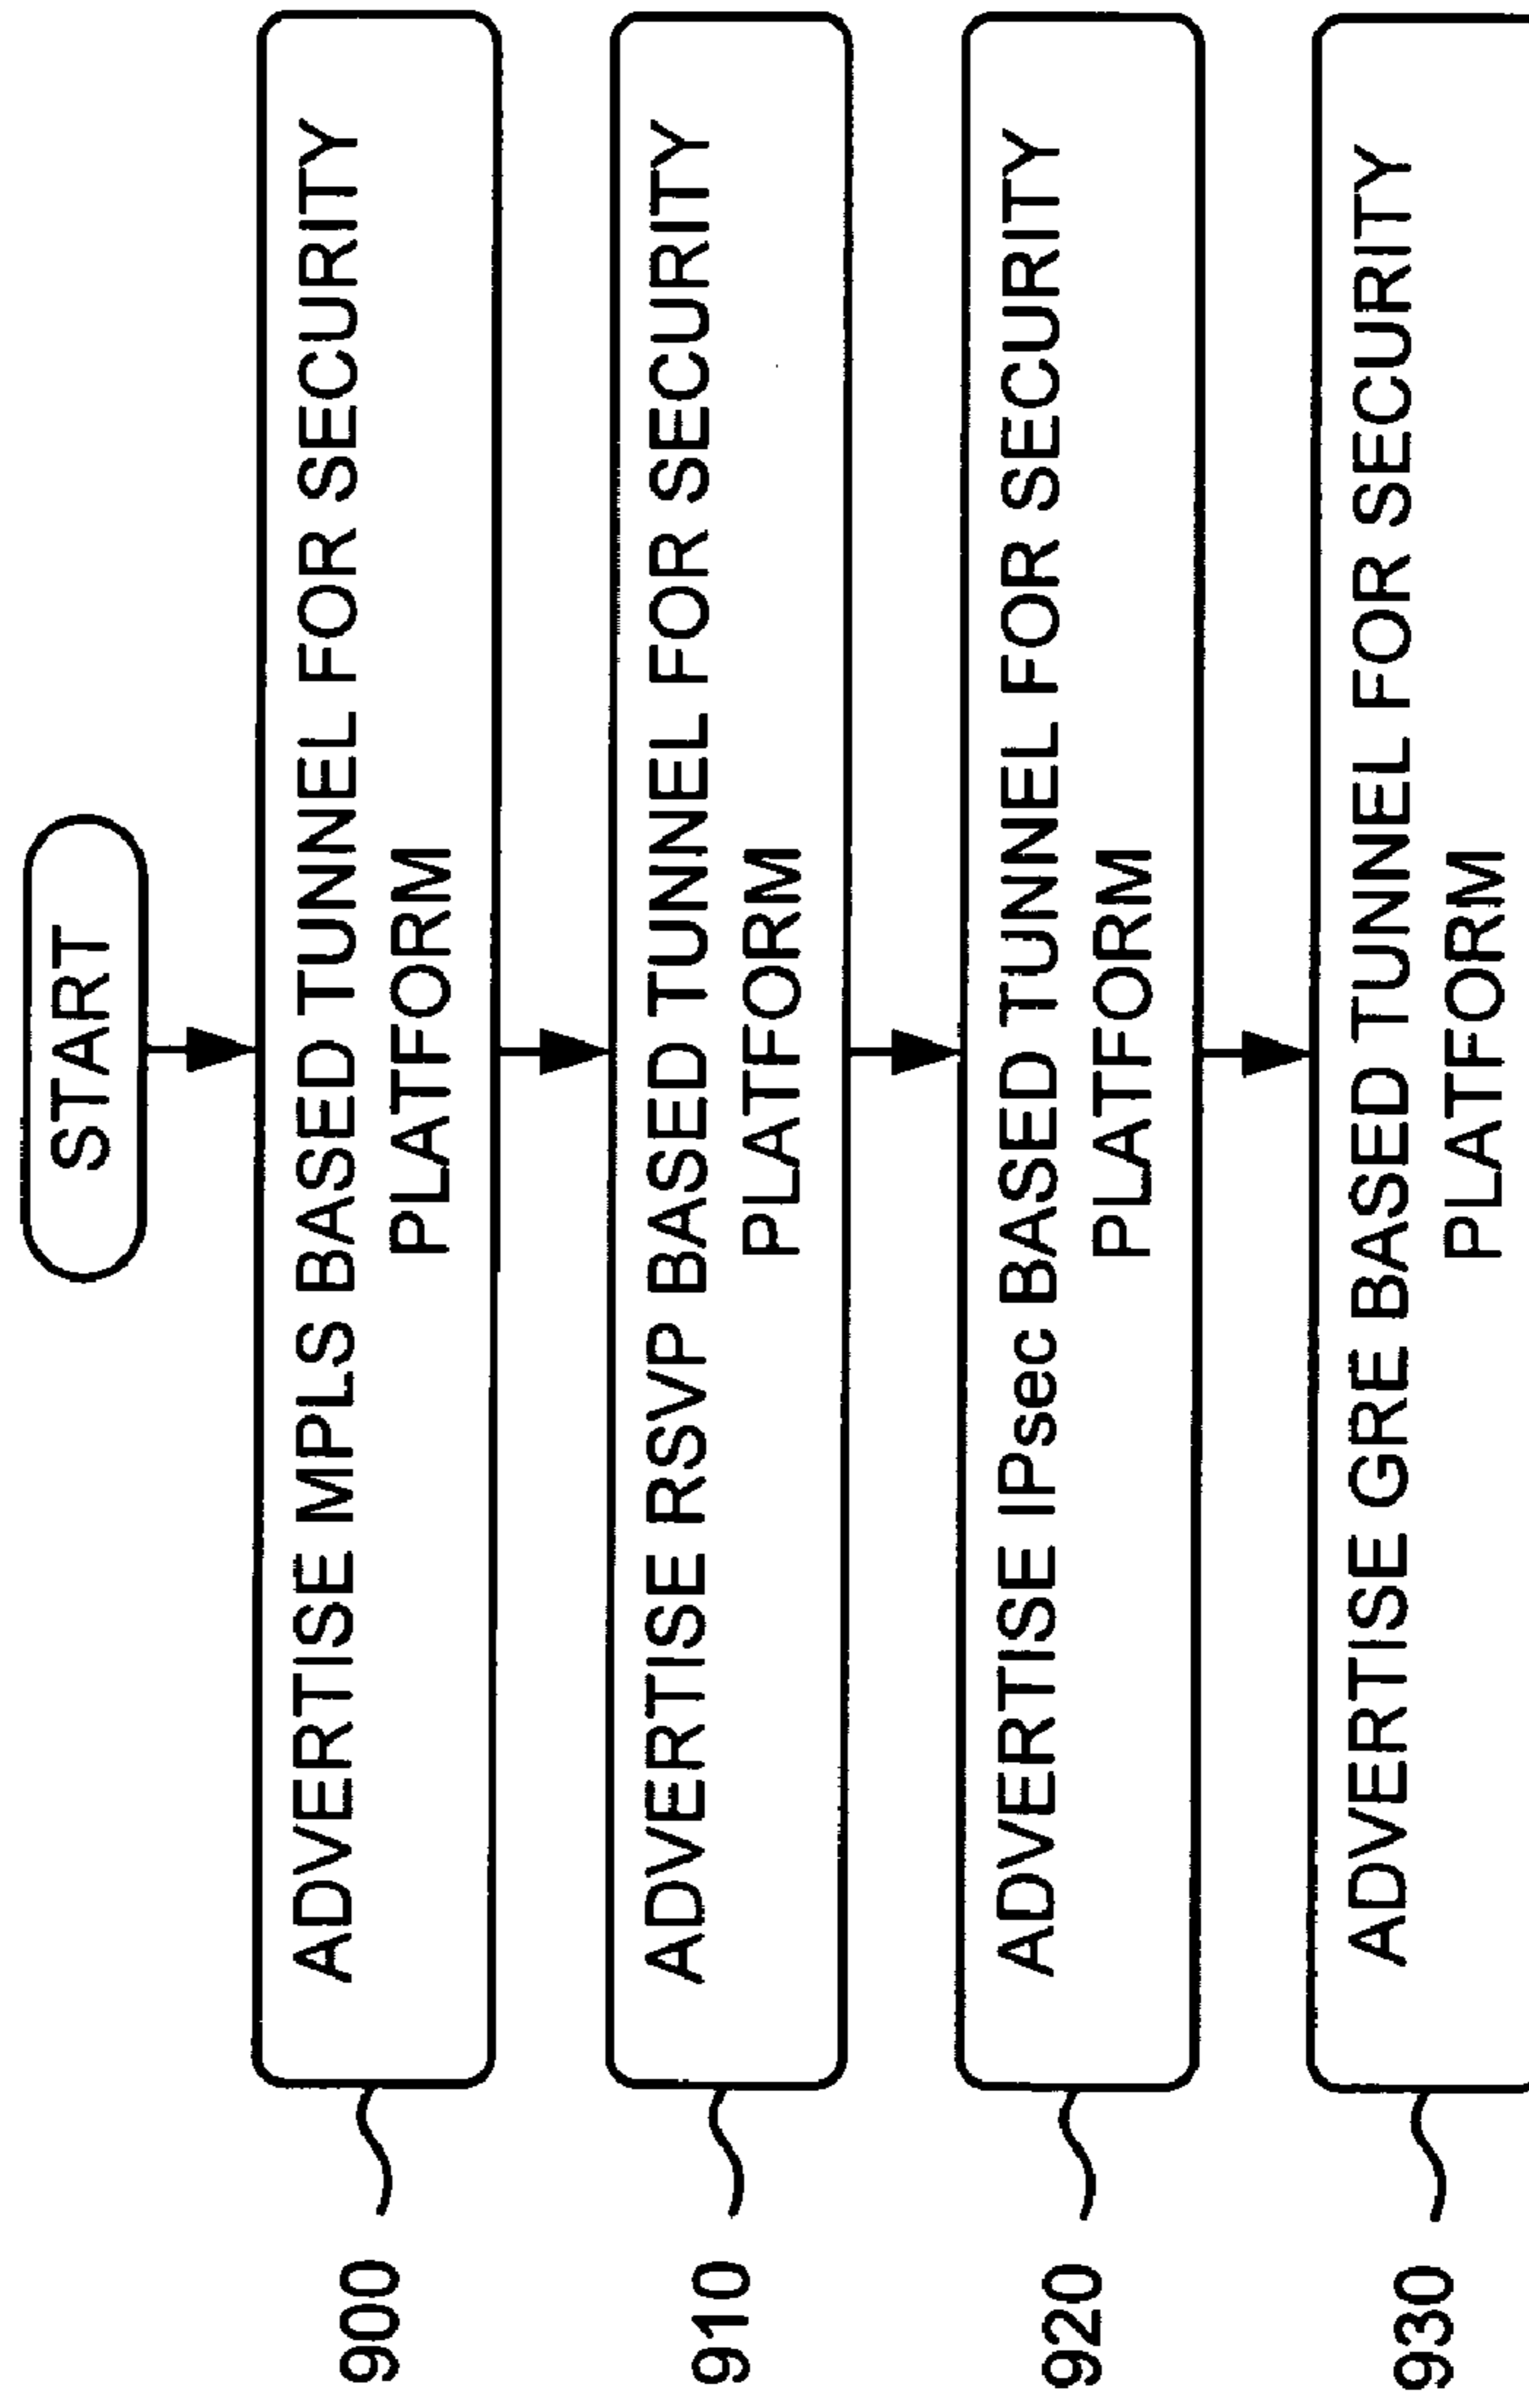 START
ADVERTISE MPLS BASED TUNNEL FOR SECURITY
PLATFORM
900
ADVERTISE RSVP BASED TUNNEL FOR SECURITY
PLATFORM
910
ADVERTISE IPsec BASED TUNNEL FOR SECURITY
PLATFORM
920
ADVERTISE GRE BASED TUNNEL FOR SECURITY
PLATFORM
930